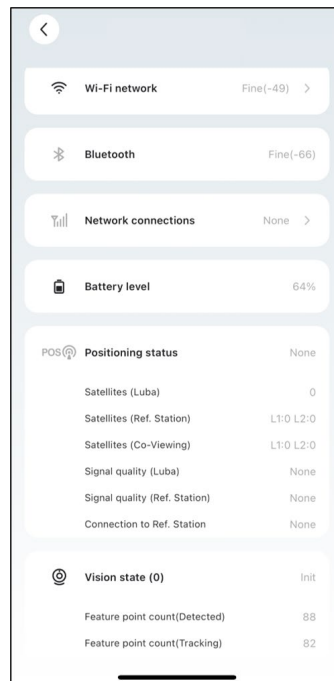 Wi-Fi network Fine(-49)
Bluetooth Fine(-66)
Network connections None
Battery level 64%
POS Positioning status None
Satellites (Luba) 0
Satellites (Ref. Station) L1:0 L2:0
Satellites (Co-Viewing) L1:0 L2:0
Signal quality (Luba) None
Signal quality (Ref. Station) None
Connection to Ref. Station None
Vision state (0) Init
Feature point count(Detected) 88
Feature point count(Tracking) 82